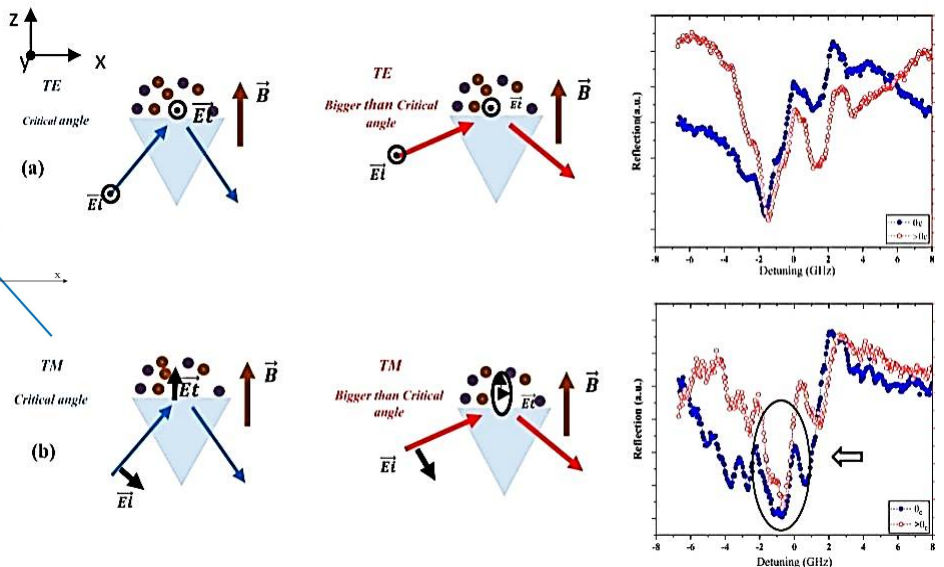 Z
y
X
TE
Critical angle
(a)
Ei
Et
B
TE
Bigger than Critical
angle
Ei
Et
B
Reflection(a.u.)
-8 -6 -4 -2 0 2 4 6 8
Detuning (GHz)
θc
>θc
x
TM
Critical angle
(b)
Ei
Et
B
TM
Bigger than Critical
angle
Ei
Et
B
Reflection (a.u.)
-8 -6 -4 -2 0 2 4 6 8
Detuning (GHz)
θc
>θc